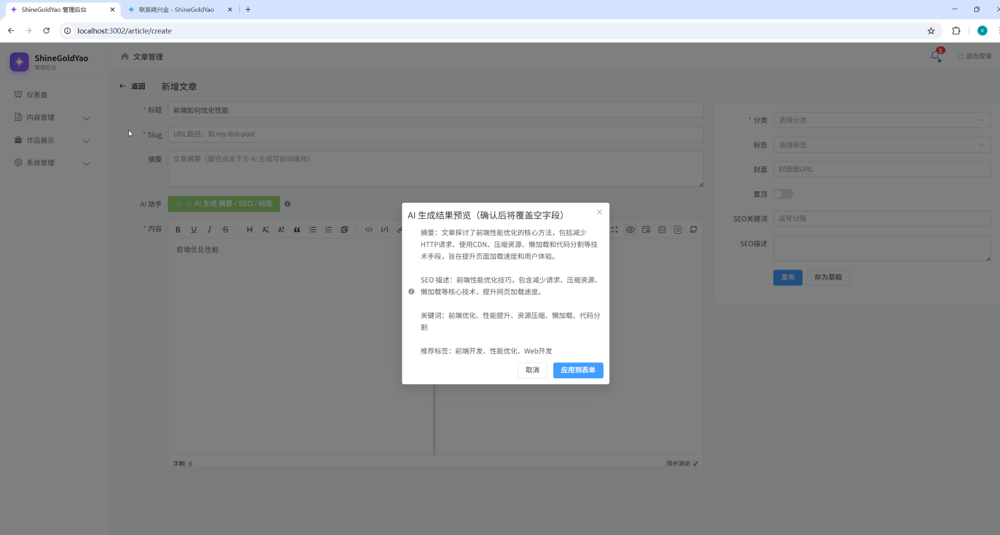 ShineGoldYao 管理后台
联系姚兴金 - ShineGoldYao
localhost:3002/article/create
x
ShineGoldYao
管理后台
文章管理
1
退出登录
返回
新增文章
仪表盘
内容管理
作品展示
系统管理
* 标题
前端如何优化性能
* Slug
URL路径，如 my-first-post
摘要
文章摘要（留空点击下方 AI 生成可自动填充）
AI 助手
AI 生成 摘要 / SEO / 标签
* 内容
前端优化性能
字数: 6
同步滚动
* 分类
选择分类
标签
选择标签
封面
封面图URL
置顶
SEO关键词
逗号分隔
SEO描述
发布
存为草稿
AI 生成结果预览（确认后将覆盖空字段）
摘要：文章探讨了前端性能优化的核心方法，包括减少
HTTP请求、使用CDN、压缩资源、懒加载和代码分割等技
术手段，旨在提升页面加载速度和用户体验。
SEO 描述：前端性能优化技巧，包含减少请求、压缩资源、
懒加载等核心技术，提升网页加载速度。
关键词：前端优化、性能提升、资源压缩、懒加载、代码分
割
推荐标签：前端开发、性能优化、Web开发
取消
应用到表单